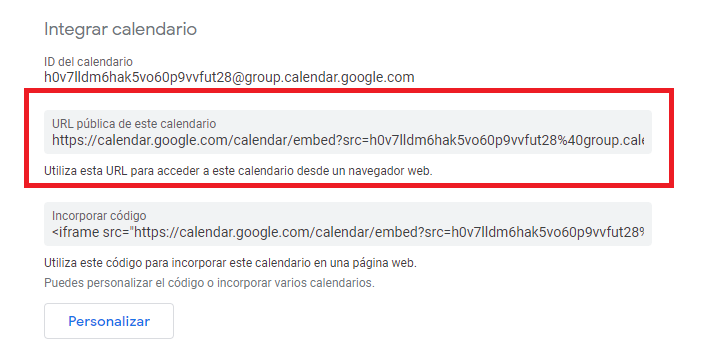 Integrar calendario
ID del calendario
h0v7lldm6hak5vo60p9vvfut28@group.calendar.google.com
URL pública de este calendario
https://calendar.google.com/calendar/embed?src=h0v7lldm6hak5vo60p9vvfut28%40group.cale
Utiliza esta URL para acceder a este calendario desde un navegador web.
Incorporar código
<iframe src="https://calendar.google.com/calendar/embed?src=h0v7lldm6hak5vo60p9vvfut28%
Utiliza este código para incorporar este calendario en una página web.
Puedes personalizar el código o incorporar varios calendarios.
Personalizar